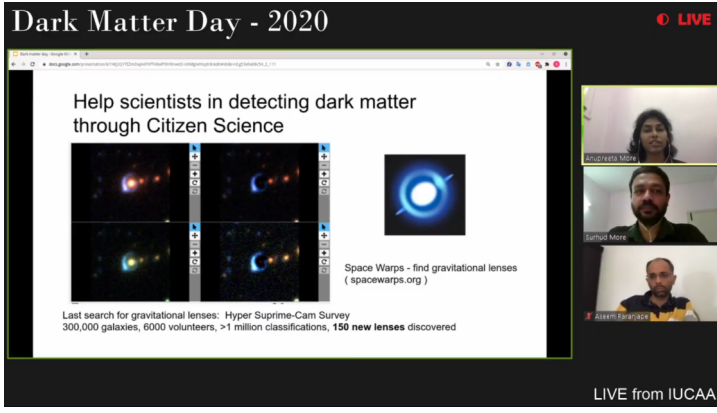 Dark Matter Day - 2020
LIVE
Help scientists in detecting dark matter
through Citizen Science
Anupreeta More
Surhud More
Space Warps - find gravitational lenses
( spacewarps.org )
Aseem Paranjape
Last search for gravitational lenses: Hyper Suprime-Cam Survey
300,000 galaxies, 6000 volunteers, >1 million classifications, 150 new lenses discovered
LIVE from IUCAA